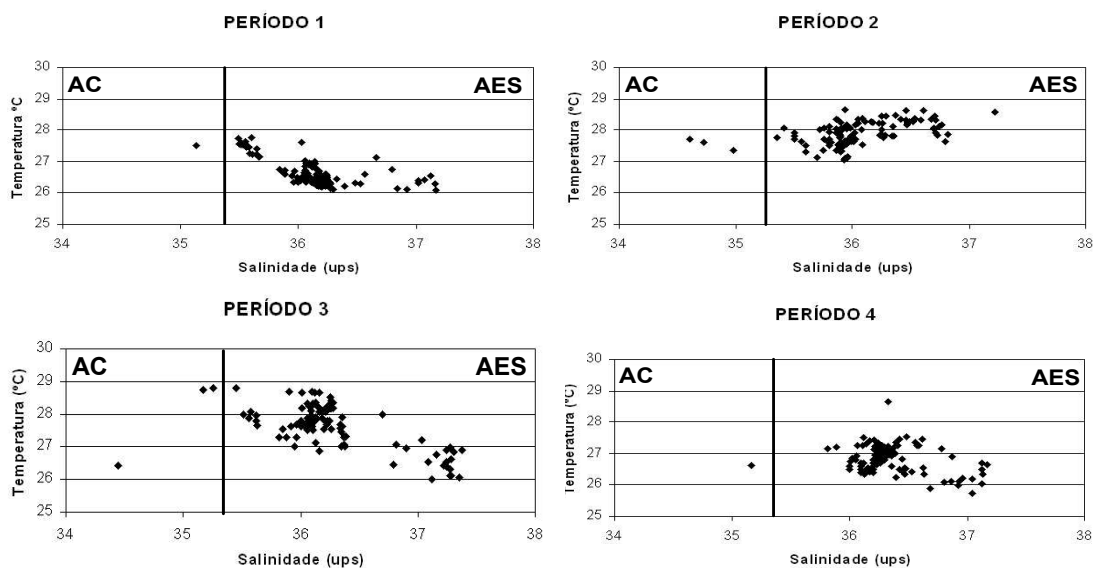 PERÍODO 1
30
29
28
27
26
25
Temperatura ºC
AC
AES
34
35
36
37
38
Salinidade (ups)
PERÍODO 2
30
29
28
27
26
25
Temperatura (°C)
AC
AES
34
35
36
37
38
Salinidade (ups)
PERÍODO 3
30
29
28
27
26
25
Temperatura (ºC)
AC
AES
34
35
36
37
38
Salinidade (ups)
PERÍODO 4
30
29
28
27
26
25
Temperatura (°C)
AC
AES
34
35
36
37
38
Salinidade (ups)